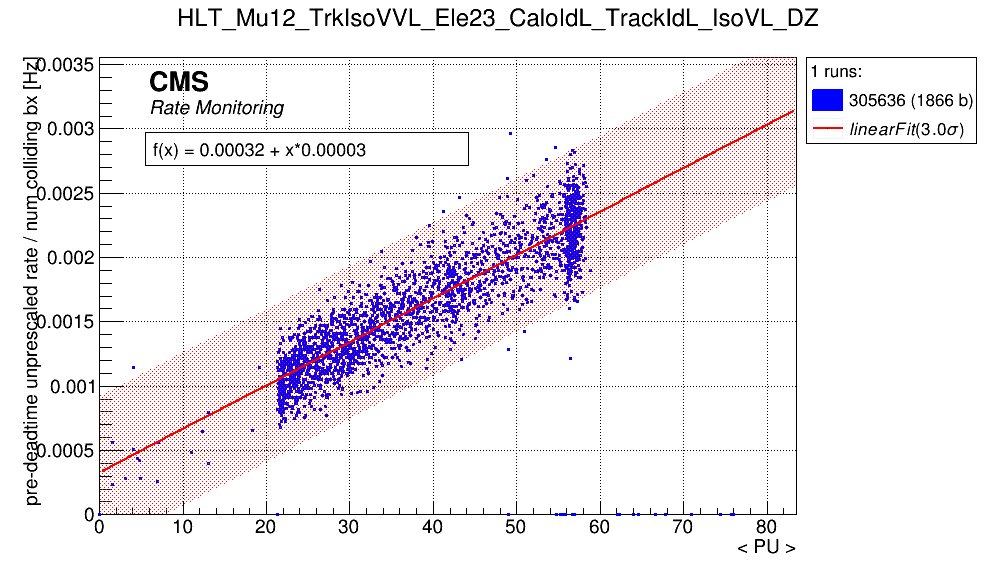 HLT_Mu12_TrkIsoVVL_Ele23_CaloIdL_TrackIdL_IsoVL_DZ
pre-deadtime unprescaled rate / num colliding bx [Hz]
0.0035
0.003
0.0025
0.002
0.0015
0.001
0.0005
0
CMS
Rate Monitoring
f(x) = 0.00032 + x*0.00003
1 runs:
305636 (1866 b)
linearFit(3.0σ)
0 10 20 30 40 50 60 70 80
< PU >